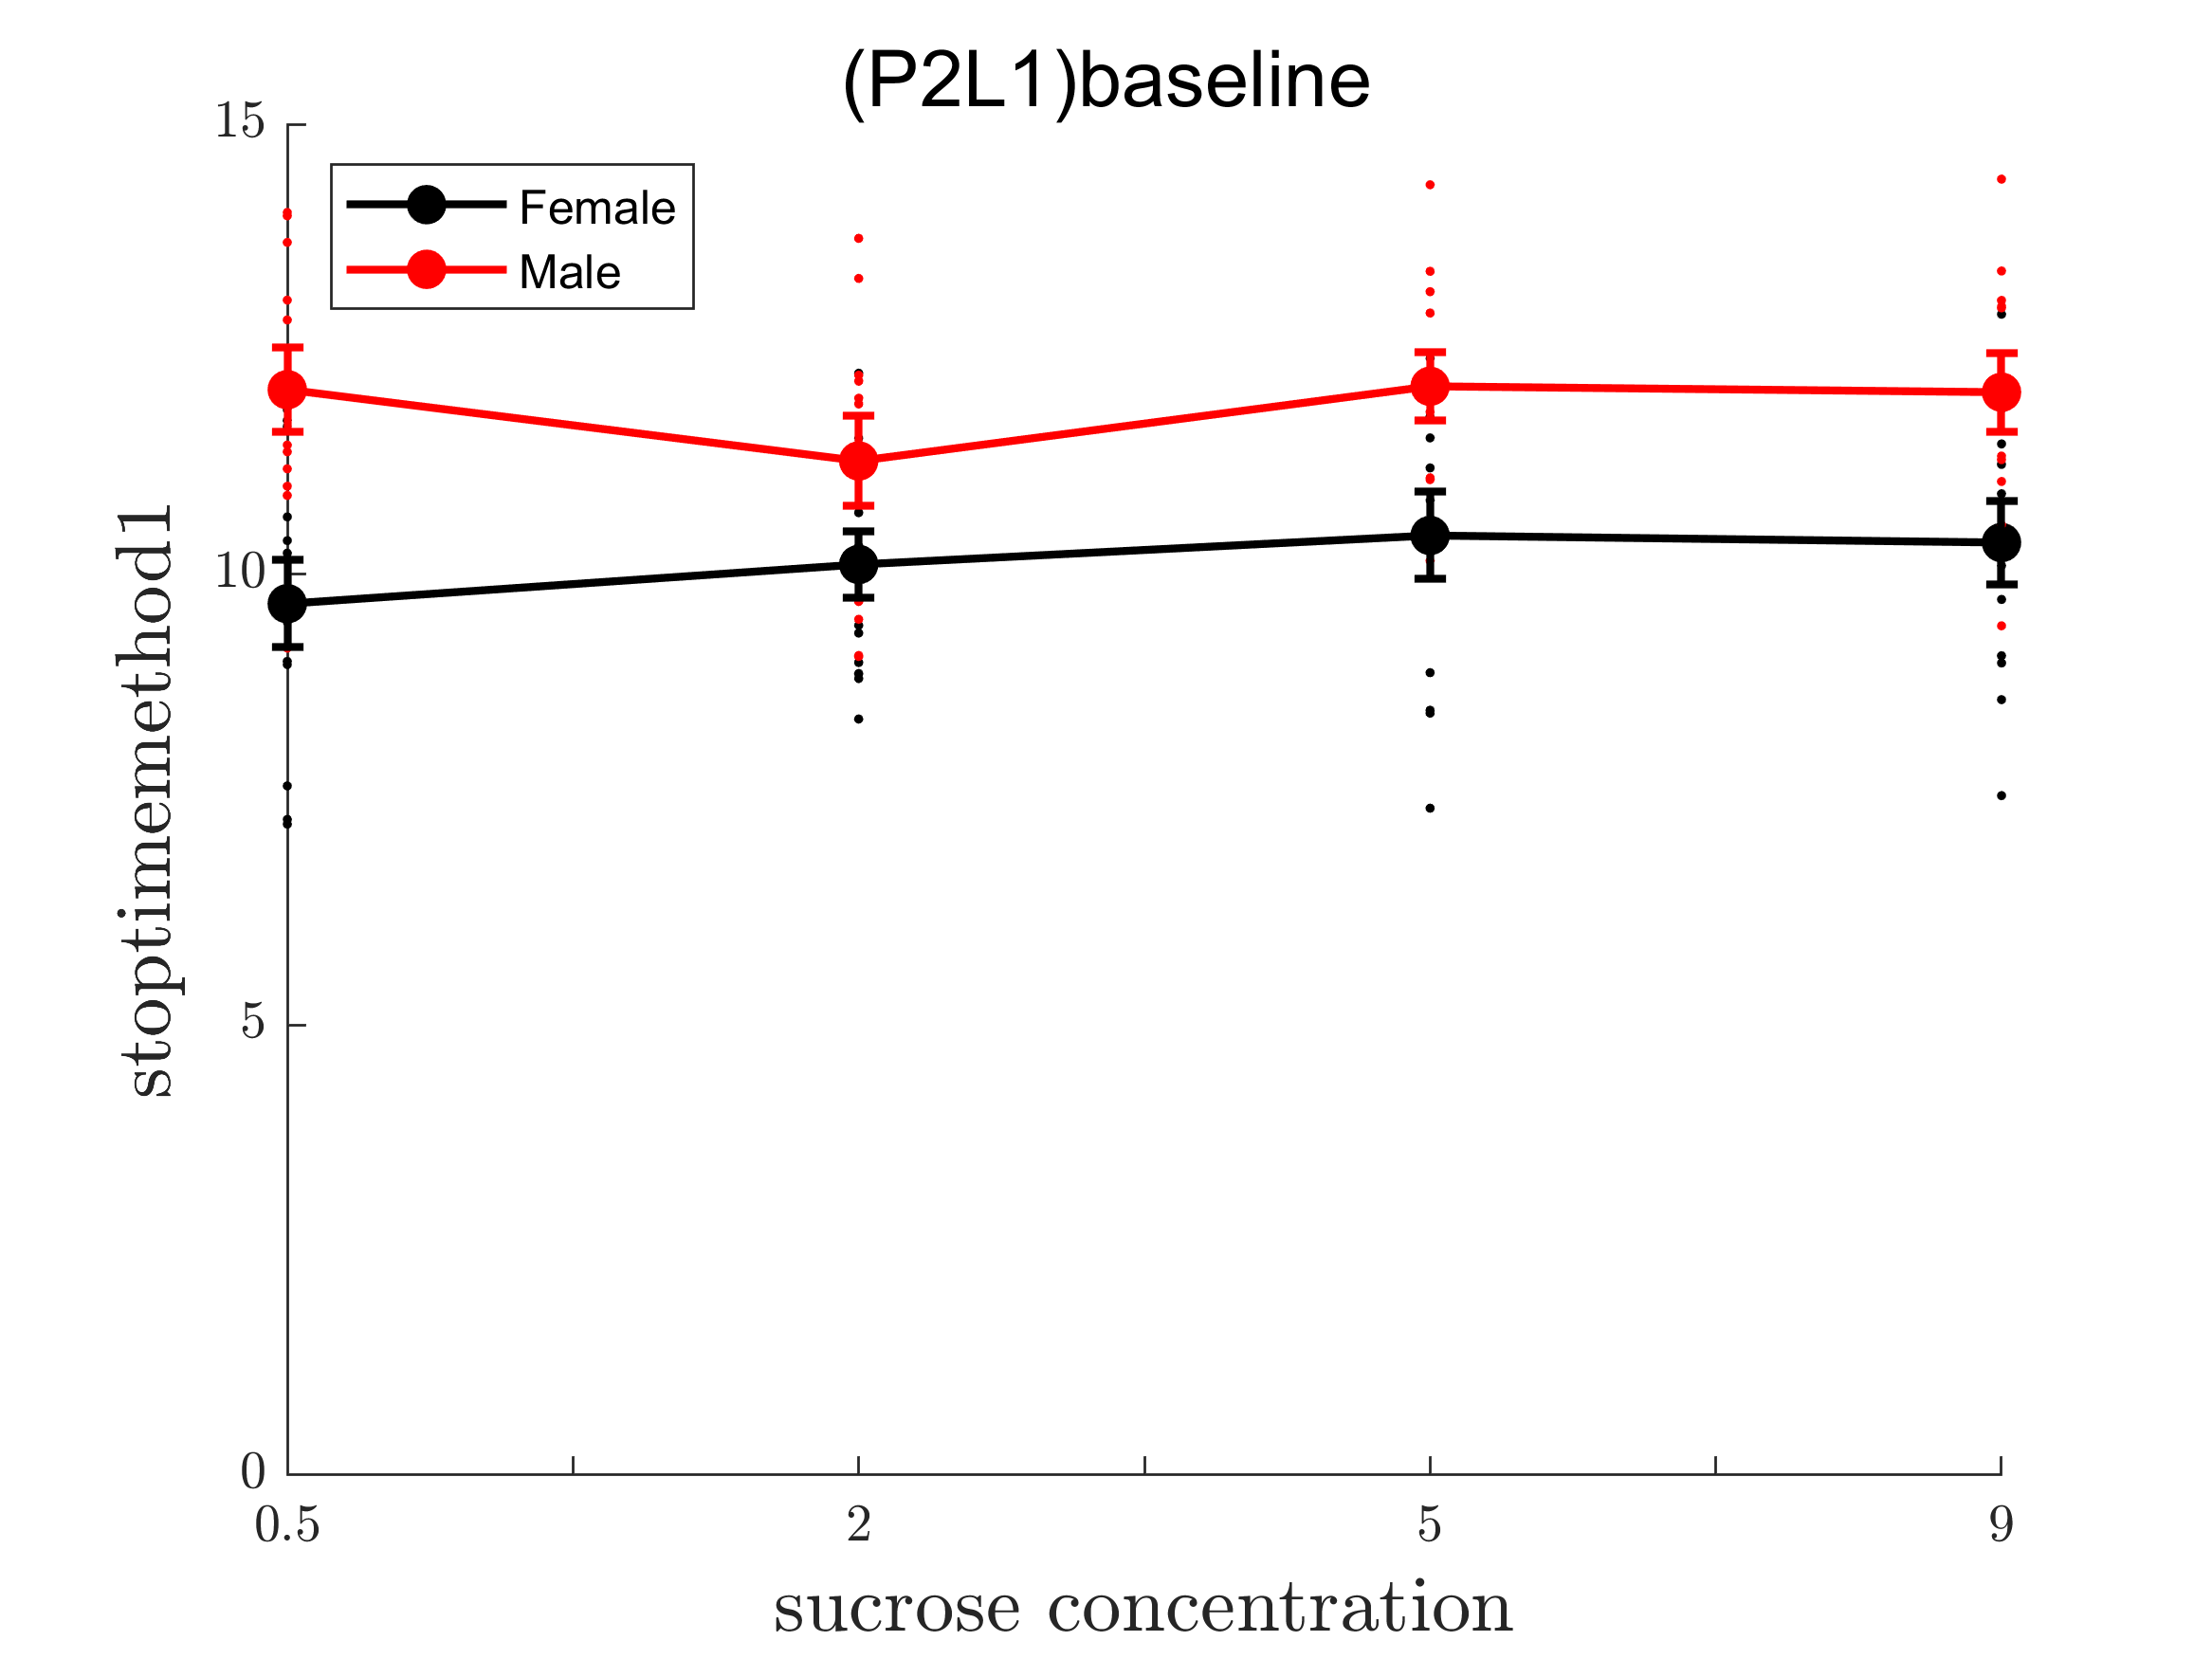 (P2L1)baseline
15
Female
Male
10
5
0
stoptimemethod1
0.5 2 5 9
sucrose concentration